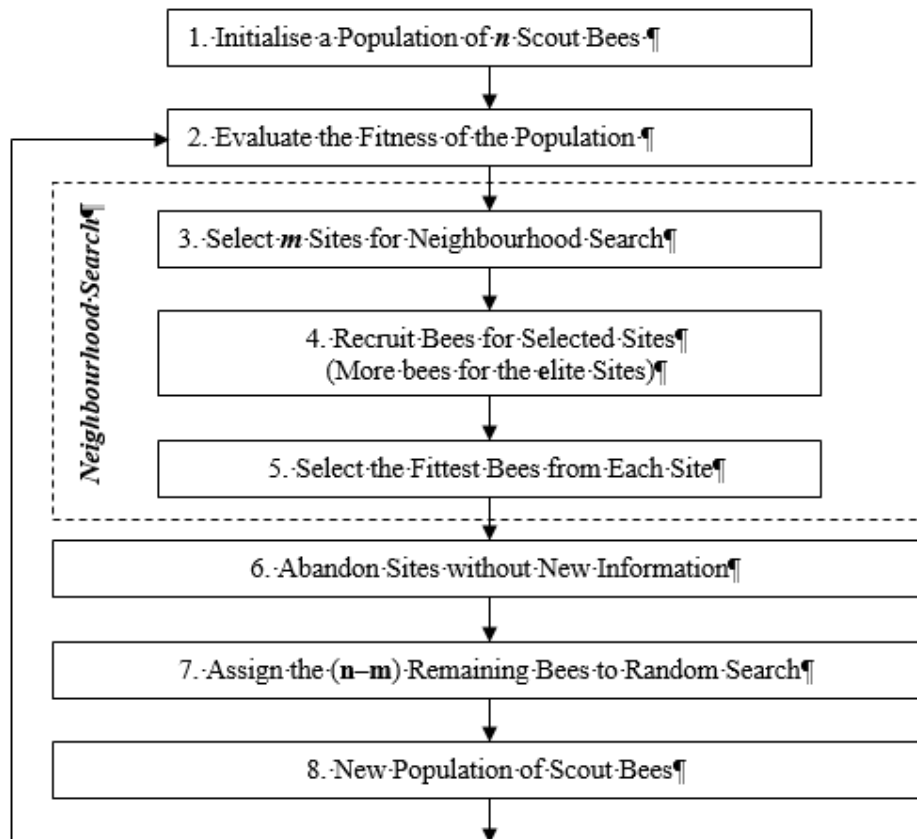 1.·Initialise·a·Population·of·n·Scout·Bees·¶
2.·Evaluate·the·Fitness·of·the·Population·¶
Neighbourhood·Search¶
3.·Select·m·Sites·for·Neighbourhood·Search¶
4.·Recruit·Bees·for·Selected·Sites¶
(More·bees·for·the·elite·Sites)¶
5.·Select·the·Fittest·Bees·from·Each·Site¶
6.·Abandon·Sites·without·New·Information¶
7.·Assign·the·(n–m)·Remaining·Bees·to·Random·Search¶
8.·New·Population·of·Scout·Bees¶